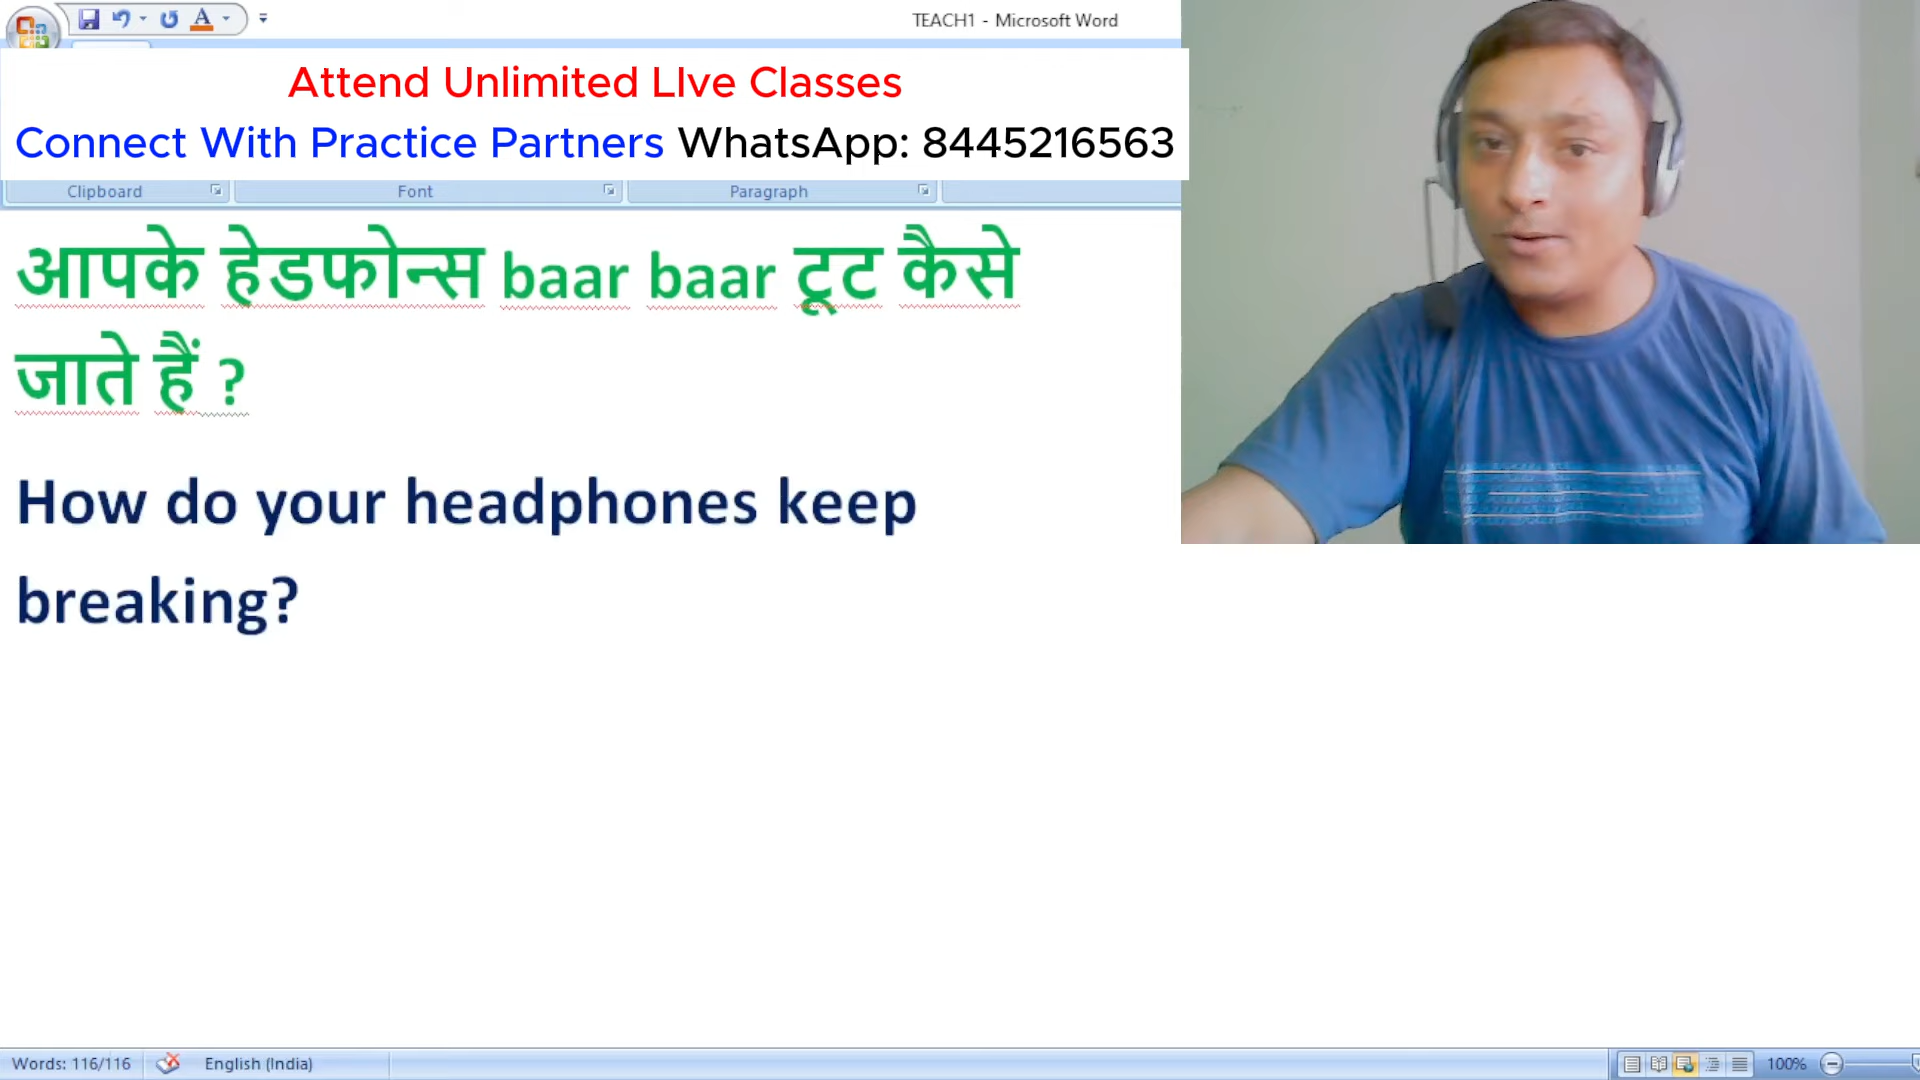 TEACH1 - Microsoft Word
Attend Unlimited LIve Classes
Connect With Practice Partners WhatsApp: 8445216563
Clipboard Font Paragraph
आपके हेडफोन्स baar baar टूट कैसे
जाते हैं ?
How do your headphones keep
breaking?
Words: 116/116 English (India) 100%